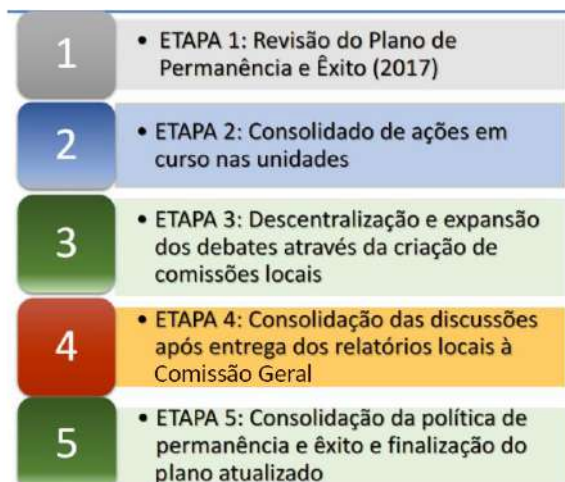 1
• ETAPA 1: Revisão do Plano de
Permanência e Êxito (2017)
2
• ETAPA 2: Consolidado de ações em
curso nas unidades
3
• ETAPA 3: Descentralização e expansão
dos debates através da criação de
comissões locais
4
• ETAPA 4: Consolidação das discussões
após entrega dos relatórios locais à
Comissão Geral
5
• ETAPA 5: Consolidação da política de
permanência e êxito e finalização do
plano atualizado